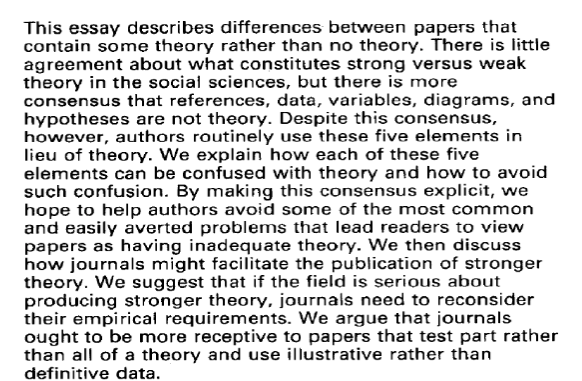 This essay describes differences between papers that
contain some theory rather than no theory. There is little
agreement about what constitutes strong versus weak
theory in the social sciences, but there is more
consensus that references, data, variables, diagrams, and
hypotheses are not theory. Despite this consensus,
however, authors routinely use these five elements in
lieu of theory. We explain how each of these five
elements can be confused with theory and how to avoid
such confusion. By making this consensus explicit, we
hope to help authors avoid some of the most common
and easily averted problems that lead readers to view
papers as having inadequate theory. We then discuss
how journals might facilitate the publication of stronger
theory. We suggest that if the field is serious about
producing stronger theory, journals need to reconsider
their empirical requirements. We argue that journals
ought to be more receptive to papers that test part rather
than all of a theory and use illustrative rather than
definitive data.